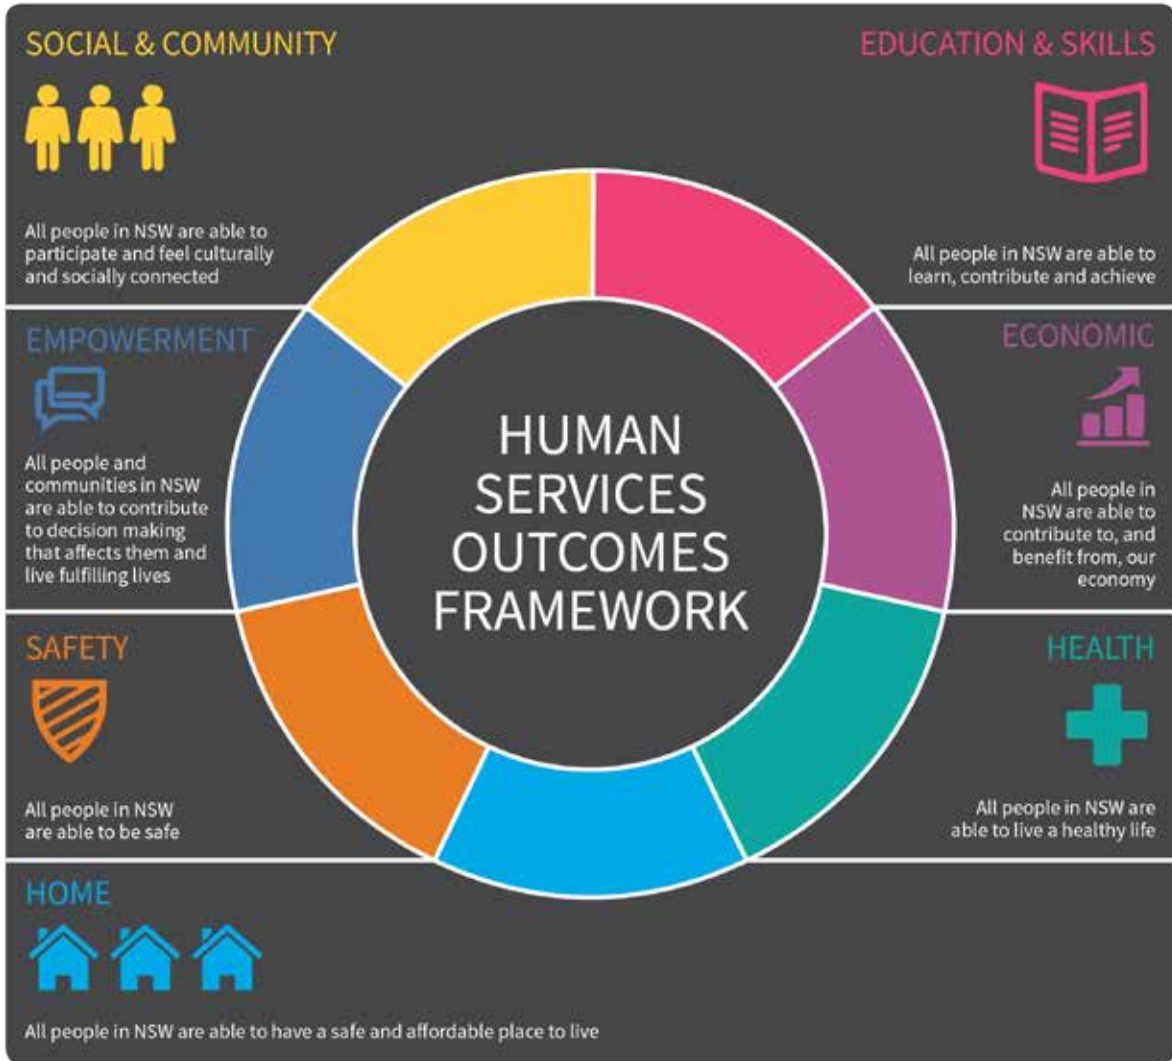 SOCIAL & COMMUNITY
All people in NSW are able to
participate and feel culturally
and socially connected
EDUCATION & SKILLS
All people in NSW are able to
learn, contribute and achieve
EMPOWERMENT
All people and
communities in NSW
are able to contribute
to decision making
that affects them and
live fulfilling lives
ECONOMIC
All people in
NSW are able to
contribute to, and
benefit from, our
economy
HUMAN
SERVICES
OUTCOMES
FRAMEWORK
SAFETY
All people in NSW
are able to be safe
HEALTH
All people in NSW are
able to live a healthy life
HOME
All people in NSW are able to have a safe and affordable place to live